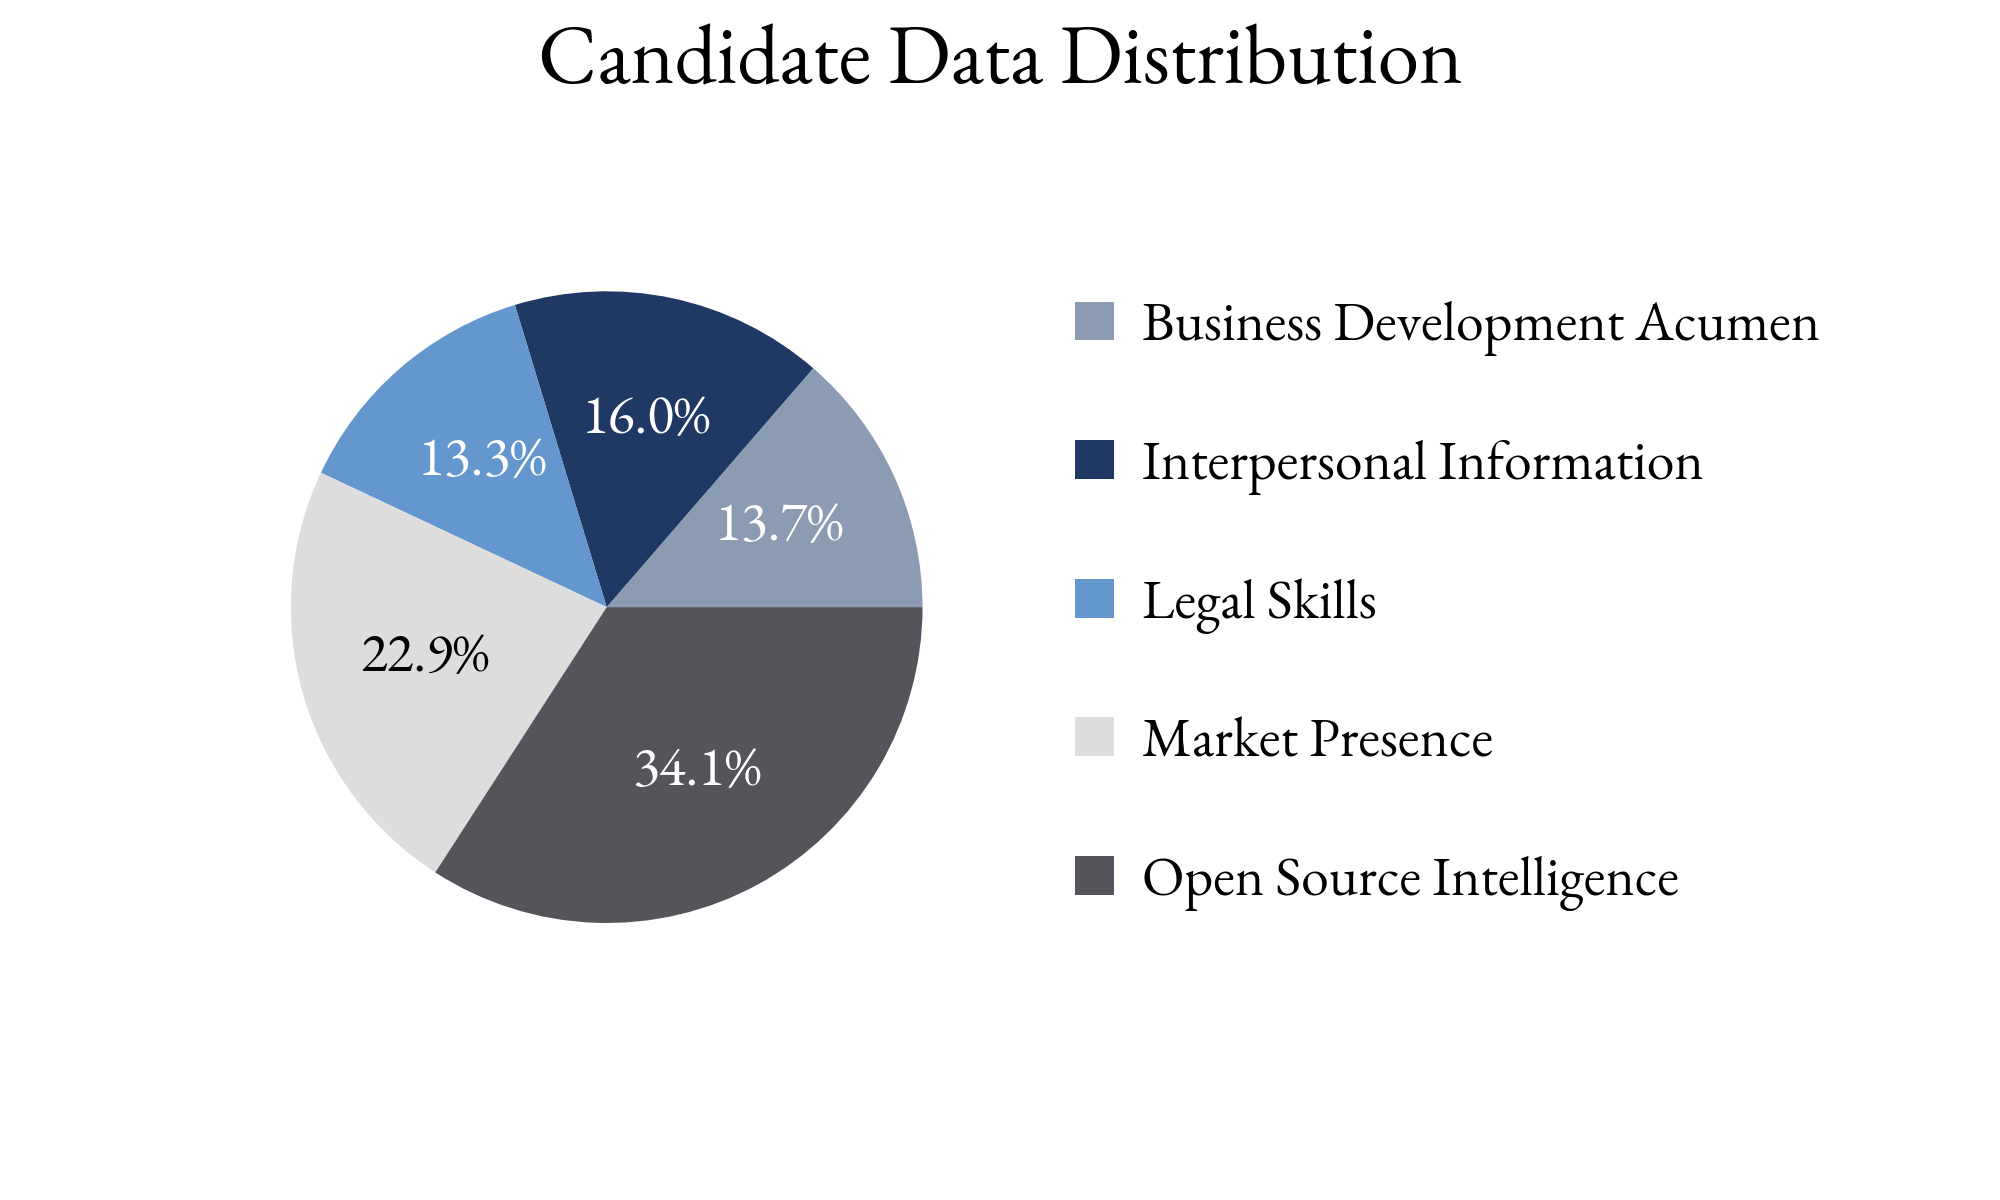 Candidate Data Distribution
16.0%
13.3%
13.7%
22.9%
34.1%
Business Development Acumen
Interpersonal Information
Legal Skills
Market Presence
Open Source Intelligence